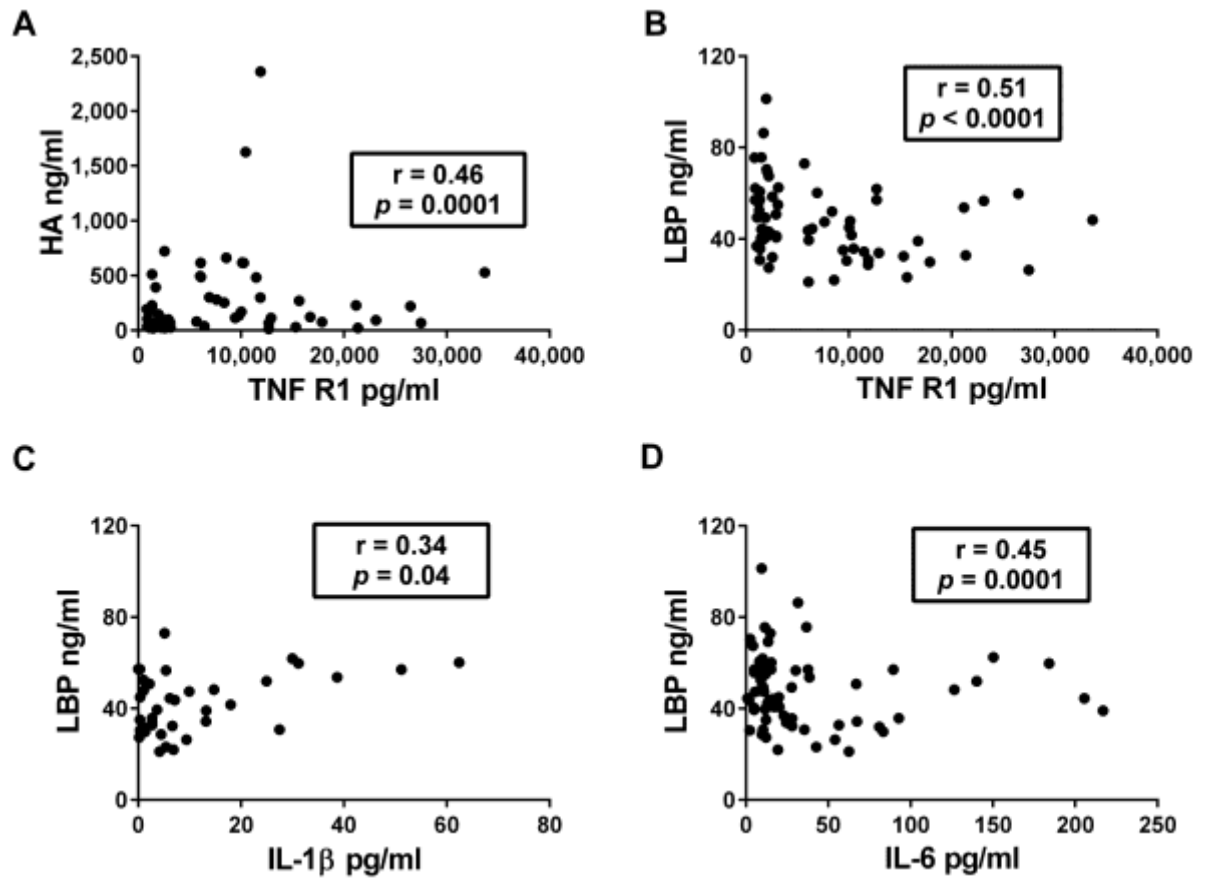 A
HA ng/ml
2,500
2,000
1,500
1,000
500
0
r = 0.46
p = 0.0001
0 10,000 20,000 30,000 40,000
TNF R1 pg/ml
B
LBP ng/ml
120
80
40
0
r = 0.51
p < 0.0001
0 10,000 20,000 30,000 40,000
TNF R1 pg/ml
C
LBP ng/ml
120
80
40
0
r = 0.34
p = 0.04
0 20 40 60 80
IL-1β pg/ml
D
LBP ng/ml
120
80
40
0
r = 0.45
p = 0.0001
0 50 100 150 200 250
IL-6 pg/ml